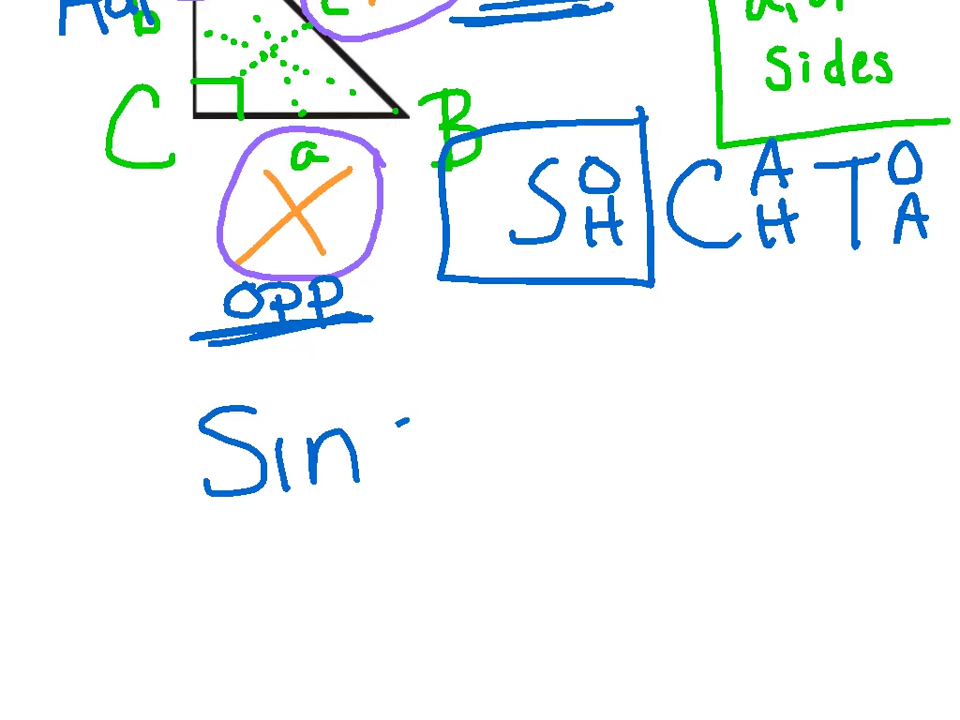 b c
sides
C B
a
S O H C A H T O A
OPP
Sin